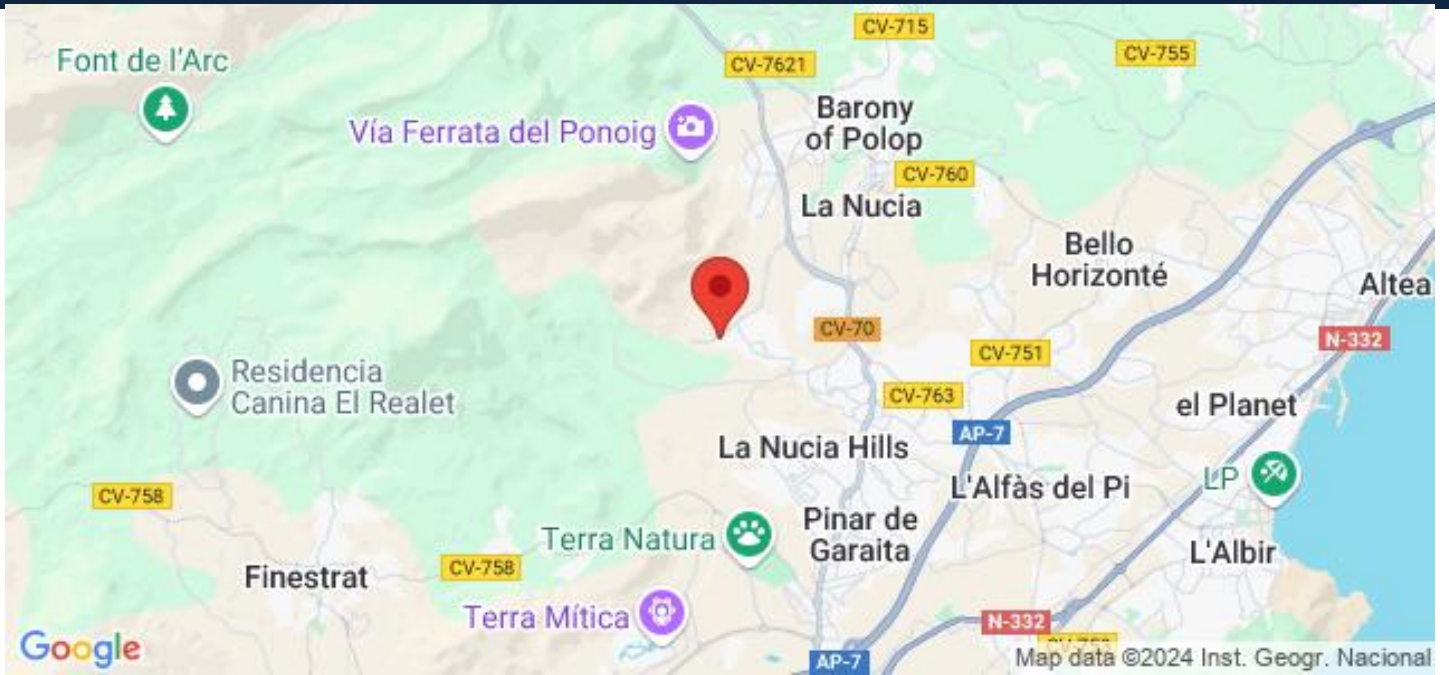 CV-715
Font de l'Arc
CV-7621
CV-755
Vía Ferrata del Ponoig
Barony
of Polop
CV-760
La Nucia
Bello
Horizonté
Altea
CV-70
N-332
CV-751
Residencia
Canina El Realet
CV-763
el Planet
AP-7
La Nucia Hills
LP
L'Alfàs del Pi
CV-758
Pinar de
Garaita
Terra Natura
L'Albir
CV-758
Finestrat
Terra Mítica
N-332
Google
AP-7
Map data ©2024 Inst. Geogr. Nacional